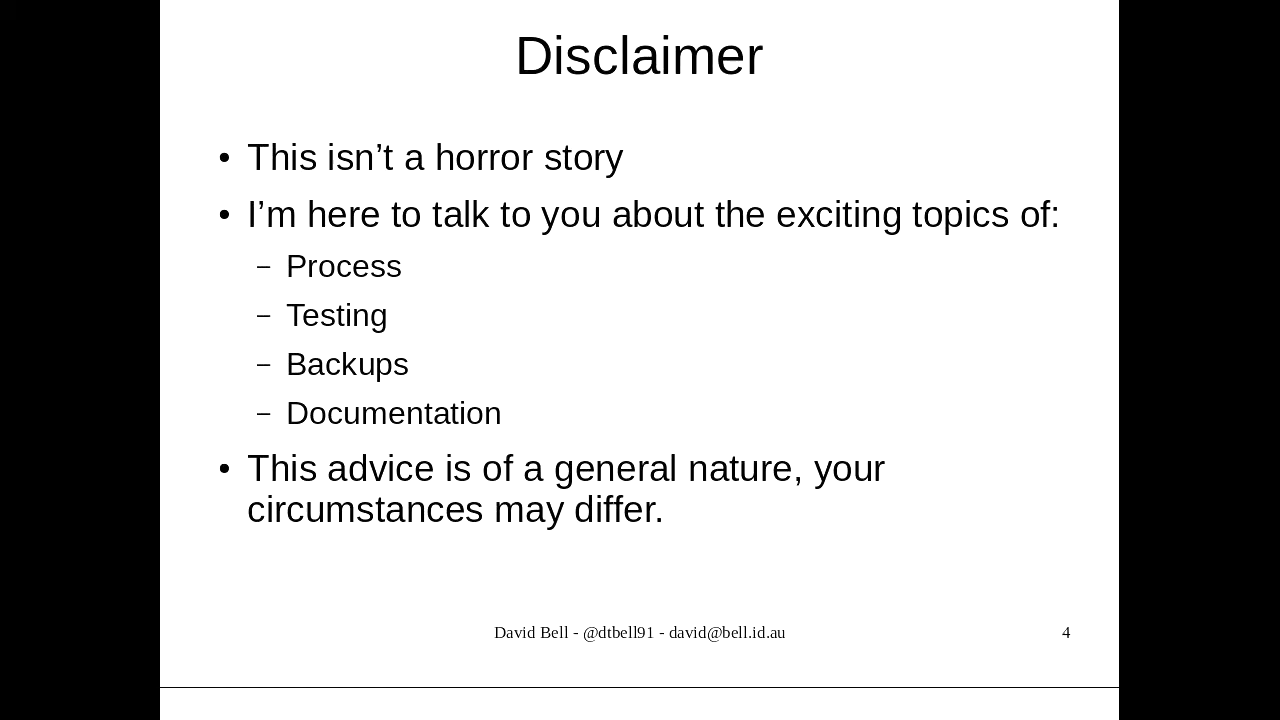 Disclaimer
• This isn’t a horror story
• I’m here to talk to you about the exciting topics of:
– Process
– Testing
– Backups
– Documentation
• This advice is of a general nature, your
circumstances may differ.
David Bell - @dtbell91 - david@bell.id.au
4